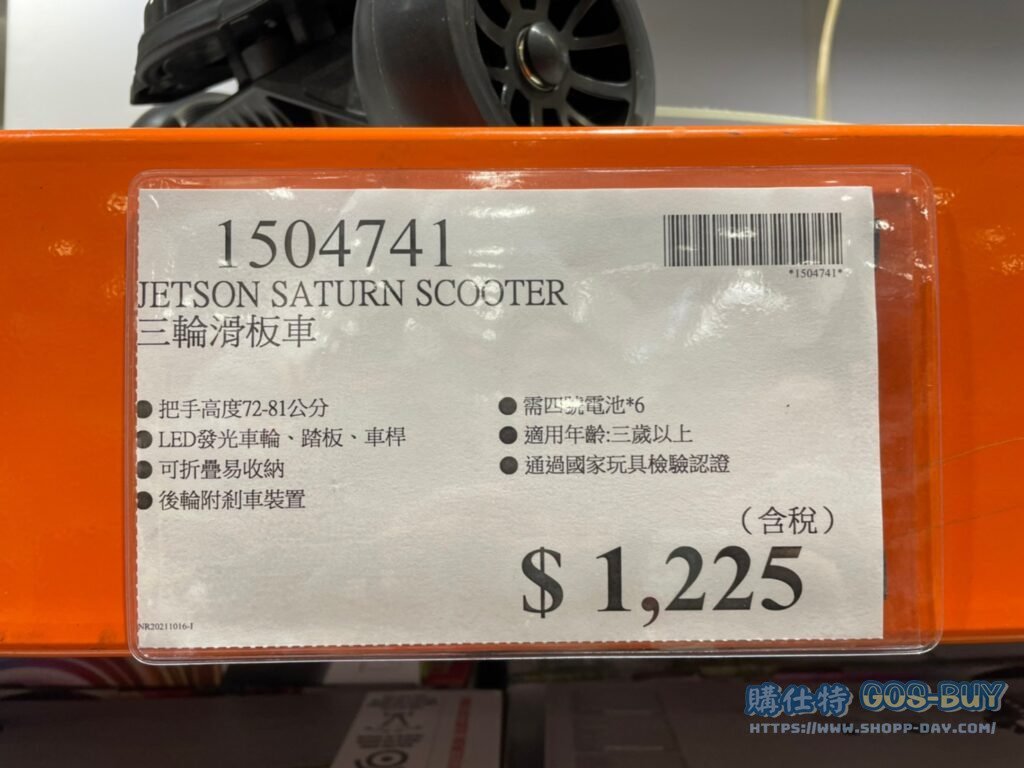 1504741
*1504741*
JETSON SATURN SCOOTER
三輪滑板車
● 把手高度72-81公分
● LED發光車輪、踏板、車桿
● 可折疊易收納
● 後輪附剎車裝置
● 需四號電池*6
● 適用年齡:三歲以上
● 通過國家玩具檢驗認證
（含稅）
$ 1,225
NR20211016-I
購仕特 GOS-BUY
HTTPS://WWW.SHOPP-DAY.COM/